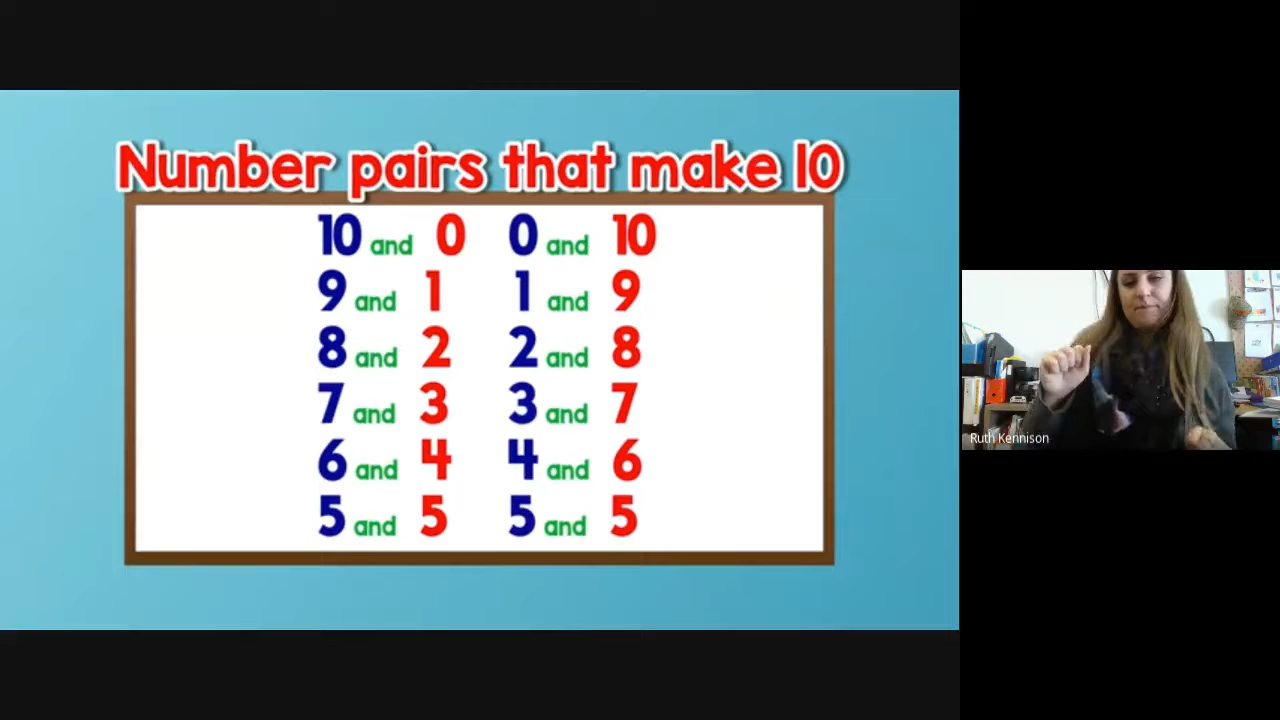 Number pairs that make 10
10 and 0 0 and 10
9 and 1 1 and 9
8 and 2 2 and 8
7 and 3 3 and 7
6 and 4 4 and 6
5 and 5 5 and 5
Ruth Kennison